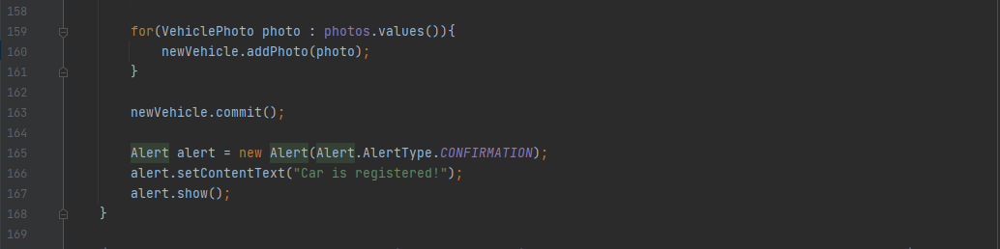 158
159 for(VehiclePhoto photo : photos.values()){
160 newVehicle.addPhoto(photo);
161 }
162
163 newVehicle.commit();
164
165 Alert alert = new Alert(Alert.AlertType.CONFIRMATION);
166 alert.setContentText("Car is registered!");
167 alert.show();
168 }
169